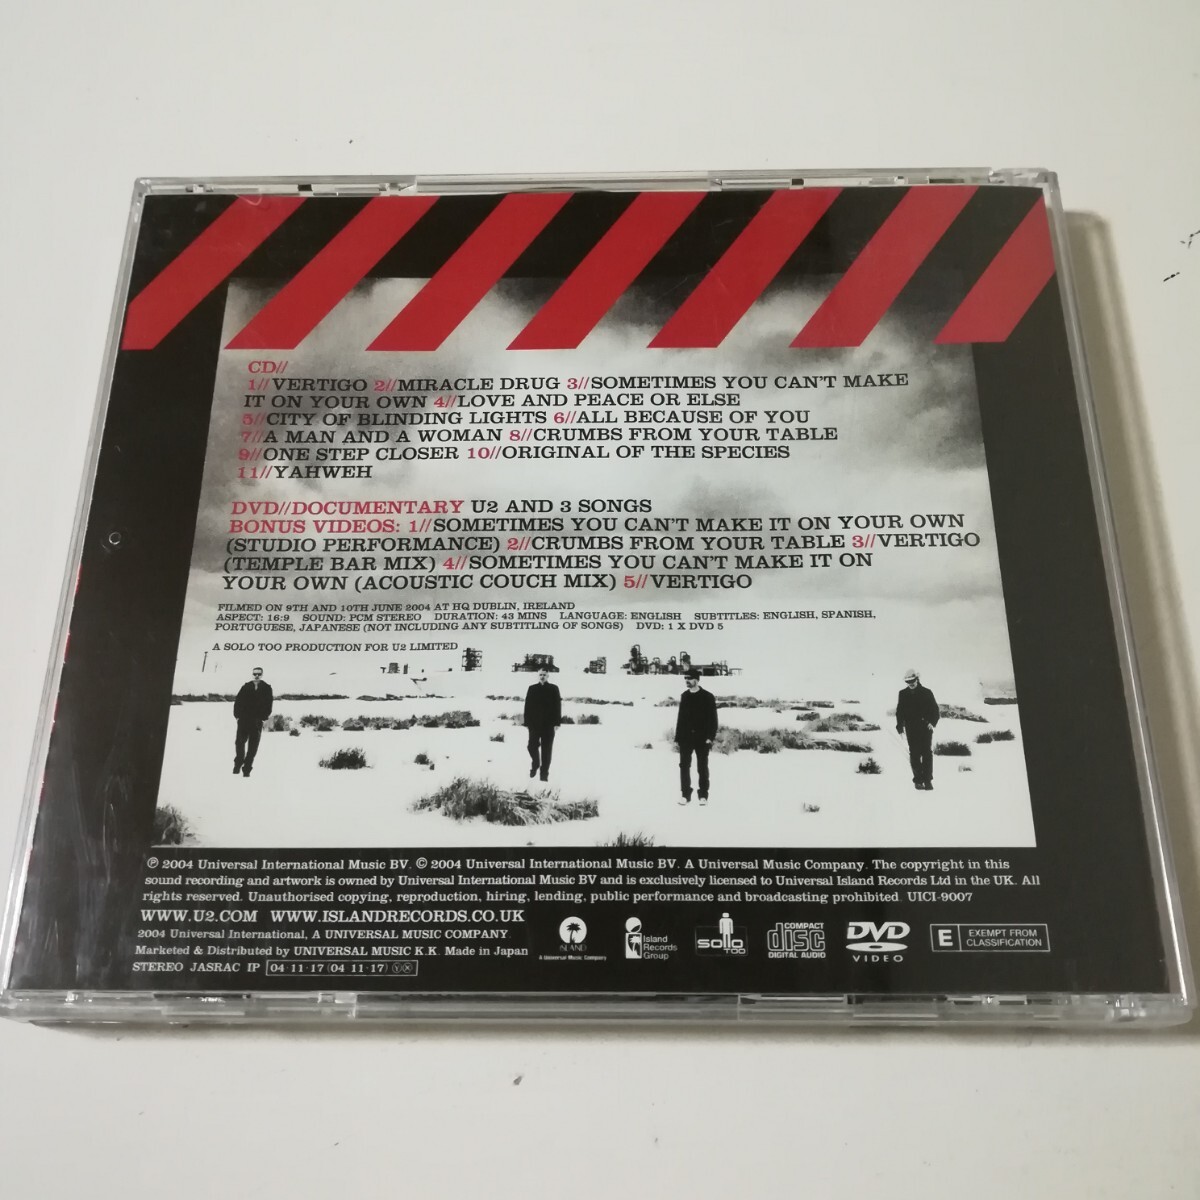 CD//
1//VERTIGO 2//MIRACLE DRUG 3//SOMETIMES YOU CAN'T MAKE
IT ON YOUR OWN 4//LOVE AND PEACE OR ELSE
5//CITY OF BLINDING LIGHTS 6//ALL BECAUSE OF YOU
7//A MAN AND A WOMAN 8//CRUMBS FROM YOUR TABLE
9//ONE STEP CLOSER 10//ORIGINAL OF THE SPECIES
11//YAHWEH
DVD//DOCUMENTARY U2 AND 3 SONGS
BONUS VIDEOS: 1//SOMETIMES YOU CAN'T MAKE IT ON YOUR OWN
(STUDIO PERFORMANCE) 2//CRUMBS FROM YOUR TABLE 3//VERTIGO
(TEMPLE BAR MIX) 4//SOMETIMES YOU CAN'T MAKE IT ON
YOUR OWN (ACOUSTIC COUCH MIX) 5//VERTIGO
FILMED ON 9TH AND 10TH JUNE 2004 AT HQ DUBLIN, IRELAND
ASPECT: 16:9 SOUND: PCM STEREO DURATION: 43 MINS LANGUAGE: ENGLISH SUBTITLES: ENGLISH, SPANISH,
PORTUGUESE, JAPANESE (NOT INCLUDING ANY SUBTITLING OF SONGS) DVD: 1 X DVD 5
A SOLO TOO PRODUCTION FOR U2 LIMITED
℗ 2004 Universal International Music BV. © 2004 Universal International Music BV. A Universal Music Company. The copyright in this
sound recording and artwork is owned by Universal International Music BV and is exclusively licensed to Universal Island Records Ltd in the UK. All
rights reserved. Unauthorised copying, reproduction, hiring, lending, public performance and broadcasting prohibited. UICI-9007
WWW.U2.COM WWW.ISLANDRECORDS.CO.UK
2004 Universal International, A UNIVERSAL MUSIC COMPANY.
Marketed & Distributed by UNIVERSAL MUSIC K.K. Made in Japan
STEREO JASRAC IP 04·11·17 (04·11·17) Ⓨ Ⓧ
ISLAND
A Universal Music Company
Island
Records
Group
solo
TOO
COMPACT
disc
DIGITAL AUDIO
DVD
VIDEO
E EXEMPT FROM
CLASSIFICATION